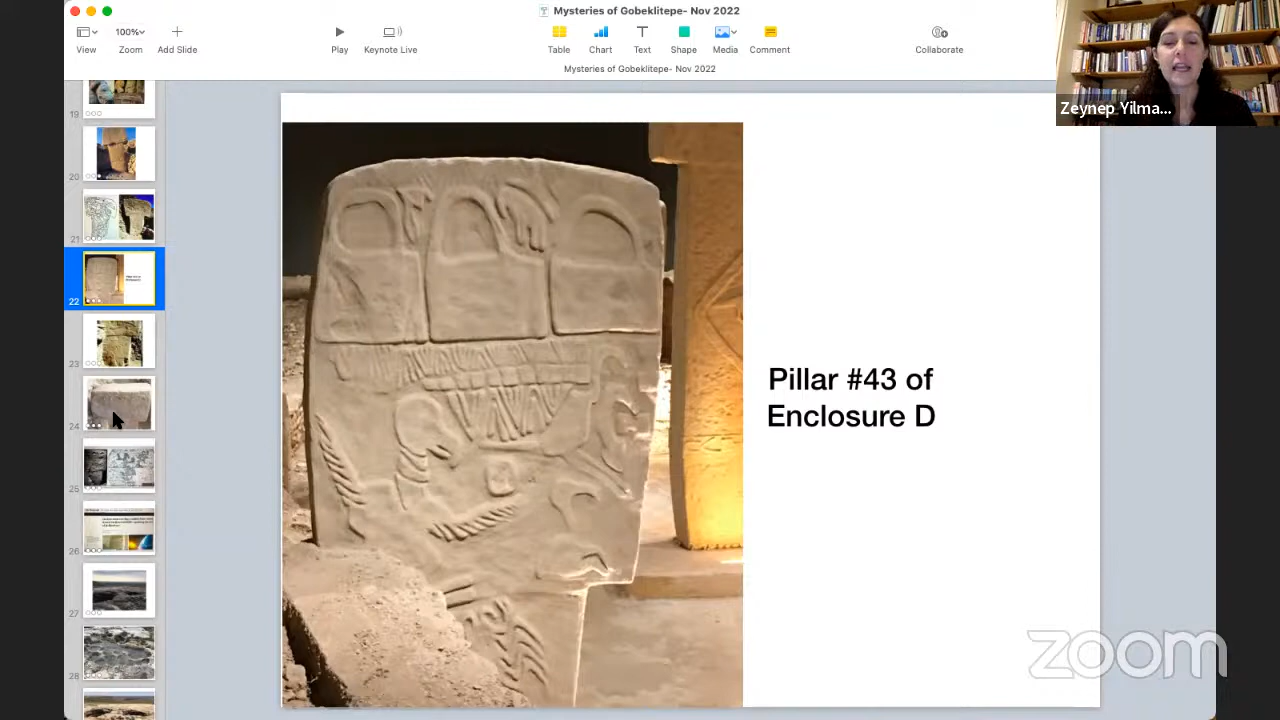 Mysteries of Gobeklitepe- Nov 2022
100%
View
Zoom
Add Slide
Play
Keynote Live
Table
Chart
Text
Shape
Media
Comment
Collaborate
Mysteries of Gobeklitepe- Nov 2022
Zeynep Yilma...
19
20
21
22
23
24
25
26
27
28
Pillar #43 of
Enclosure D
zoom